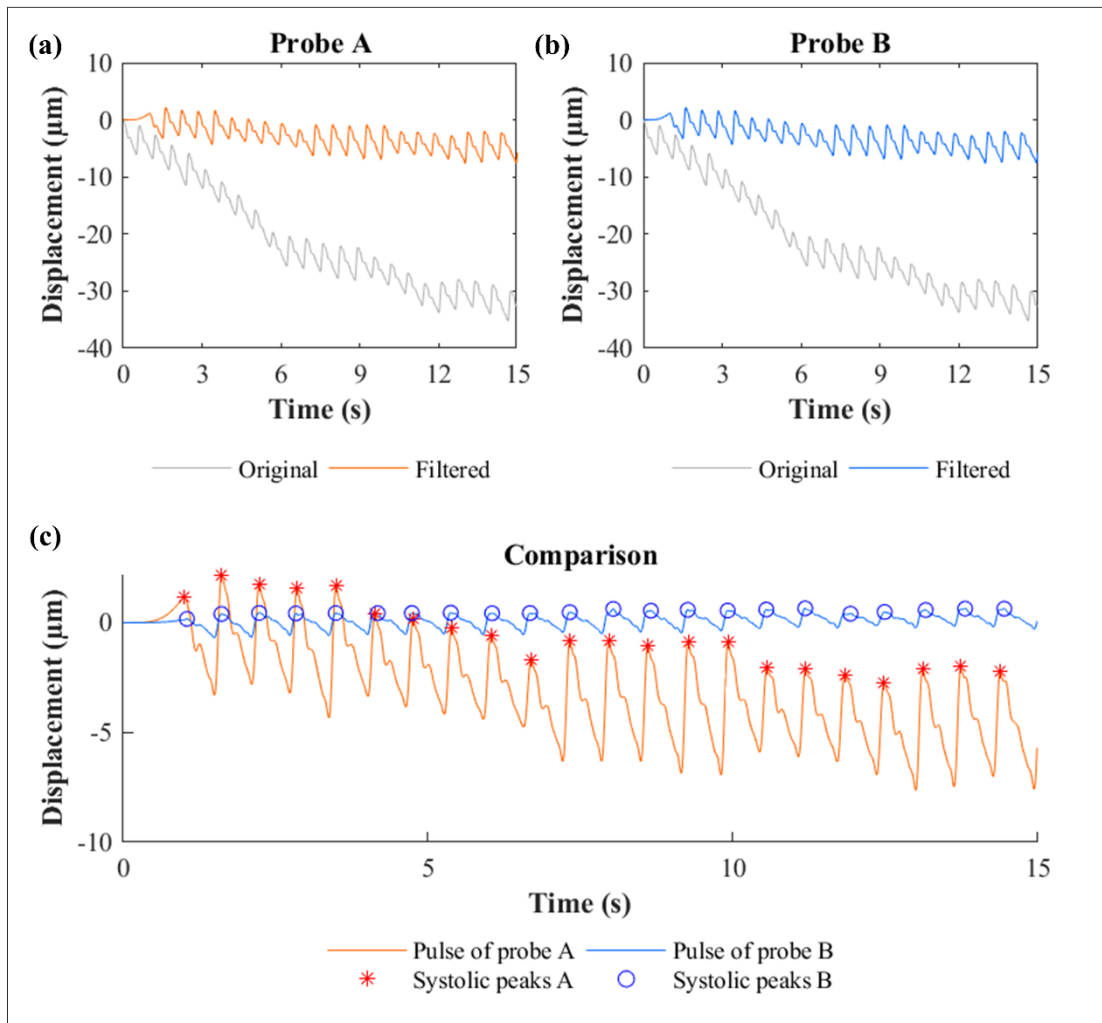 (a)
Probe A
10
0
-10
-20
-30
-40
Displacement (µm)
0 3 6 9 12 15
Time (s)
Original Filtered
(b)
Probe B
10
0
-10
-20
-30
-40
Displacement (µm)
0 3 6 9 12 15
Time (s)
Original Filtered
(c)
Comparison
0
-5
-10
Displacement (µm)
0 5 10 15
Time (s)
Pulse of probe A Pulse of probe B
Systolic peaks A Systolic peaks B